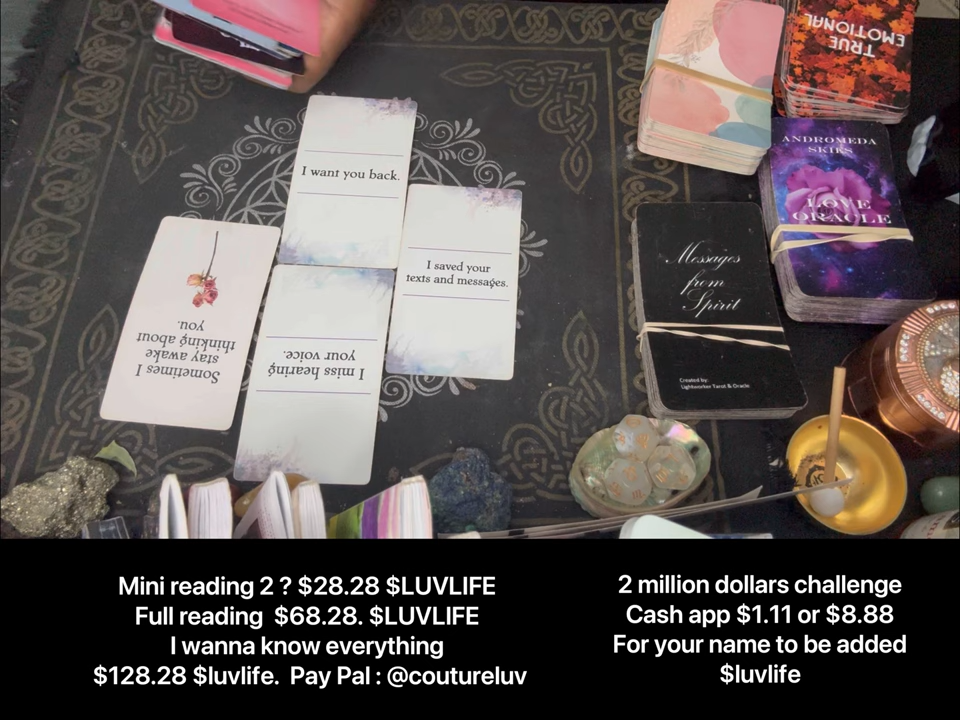 TRUE
EMOTIONAL
ANDROMEDA
SKIES
LOVE
ORACLE
I want you back.
I saved your
texts and messages.
Messages
from
Spirit
Created by:
Lightworker Tarot & Oracle
Sometimes I
stay awake
thinking about
you.
I miss hearing
your voice.
Mini reading 2 ? $28.28 $LUVLIFE
Full reading $68.28. $LUVLIFE
I wanna know everything
$128.28 $luvlife. Pay Pal : @coutureluv
2 million dollars challenge
Cash app $1.11 or $8.88
For your name to be added
$luvlife